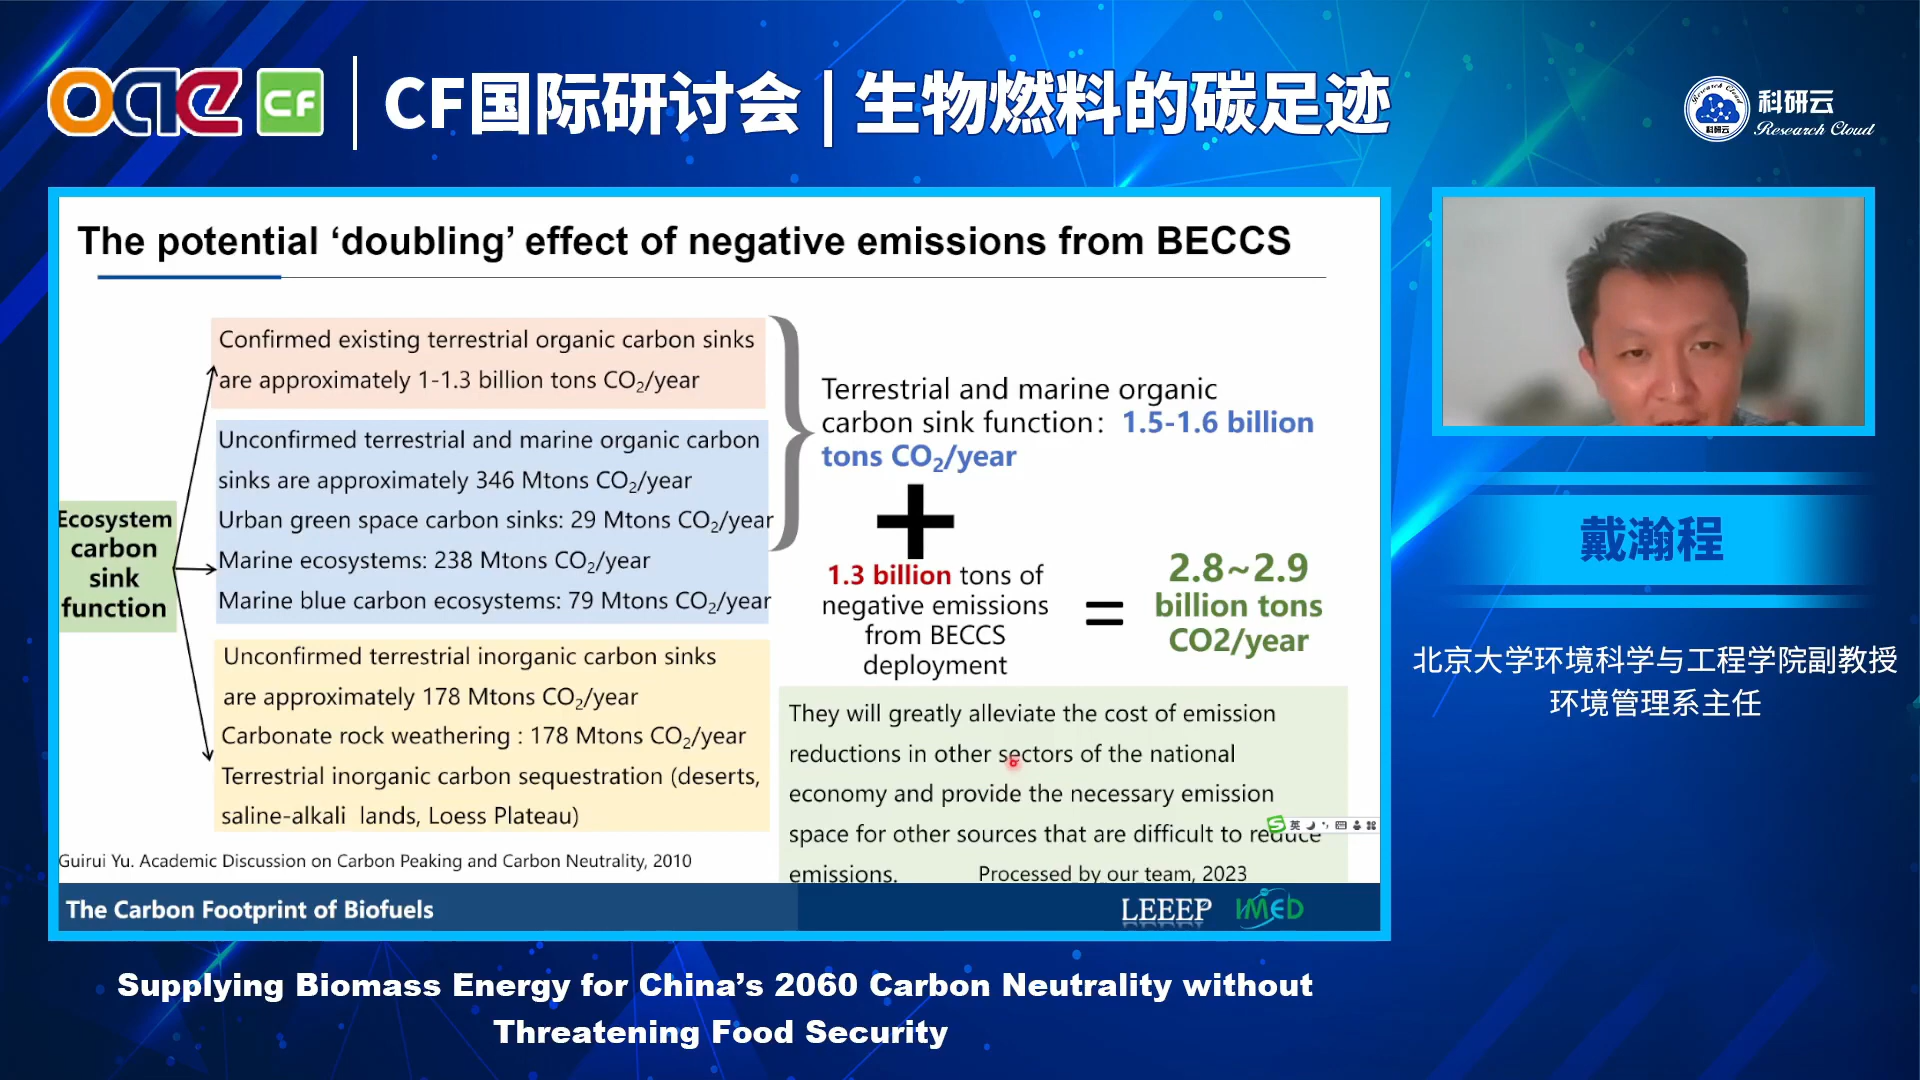 OAE CF
CF国际研讨会 | 生物燃料的碳足迹
科研云
Research Cloud
The potential ‘doubling’ effect of negative emissions from BECCS
Ecosystem
carbon
sink
function
Confirmed existing terrestrial organic carbon sinks
are approximately 1-1.3 billion tons CO₂/year
Unconfirmed terrestrial and marine organic carbon
sinks are approximately 346 Mtons CO₂/year
Urban green space carbon sinks: 29 Mtons CO₂/year
Marine ecosystems: 238 Mtons CO₂/year
Marine blue carbon ecosystems: 79 Mtons CO₂/year
Unconfirmed terrestrial inorganic carbon sinks
are approximately 178 Mtons CO₂/year
Carbonate rock weathering : 178 Mtons CO₂/year
Terrestrial inorganic carbon sequestration (deserts,
saline-alkali lands, Loess Plateau)
Guirui Yu. Academic Discussion on Carbon Peaking and Carbon Neutrality, 2010
Terrestrial and marine organic
carbon sink function: 1.5-1.6 billion
tons CO₂/year
+
1.3 billion tons of
negative emissions
from BECCS
deployment
=
2.8~2.9
billion tons
CO2/year
They will greatly alleviate the cost of emission
reductions in other sectors of the national
economy and provide the necessary emission
space for other sources that are difficult to reduce
emissions.
Processed by our team, 2023
英
The Carbon Footprint of Biofuels
LEEEP
IMED
戴瀚程
北京大学环境科学与工程学院副教授
环境管理系主任
Supplying Biomass Energy for China’s 2060 Carbon Neutrality without
Threatening Food Security